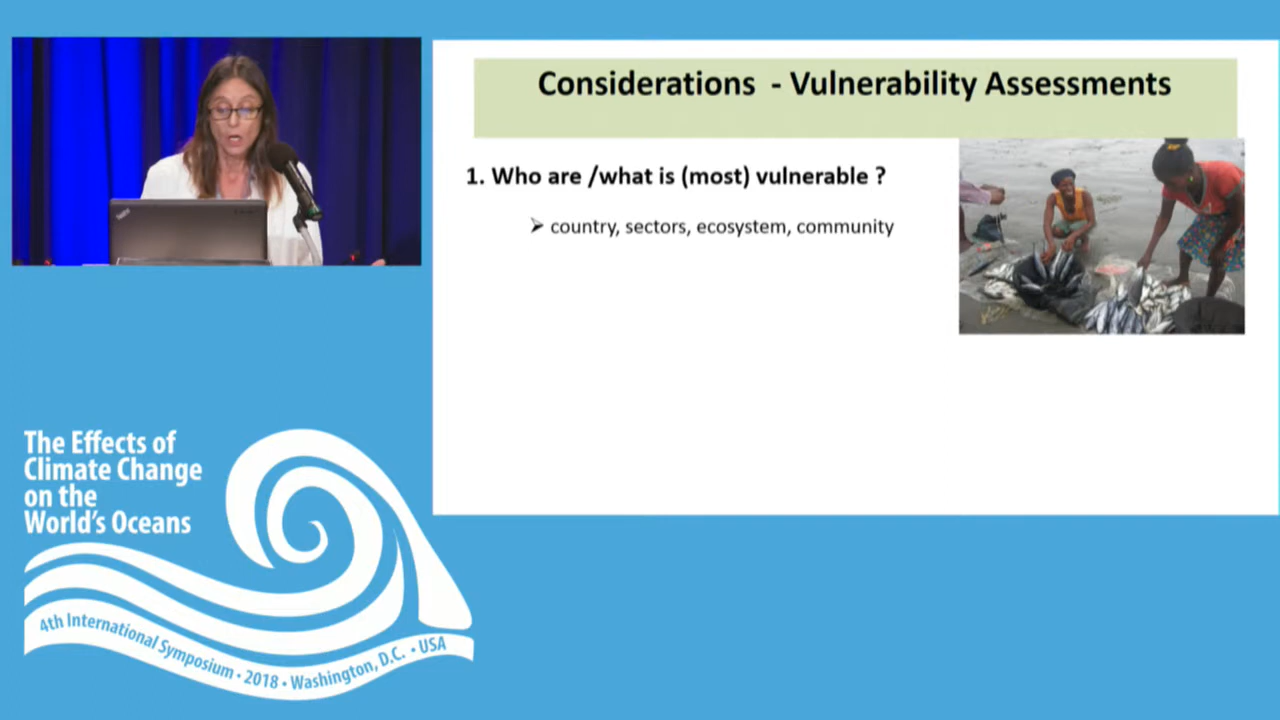 Considerations - Vulnerability Assessments
1. Who are /what is (most) vulnerable ?
➢ country, sectors, ecosystem, community
The Effects of
Climate Change
on the
World's Oceans
4th International Symposium • 2018 • Washington, D.C. • USA